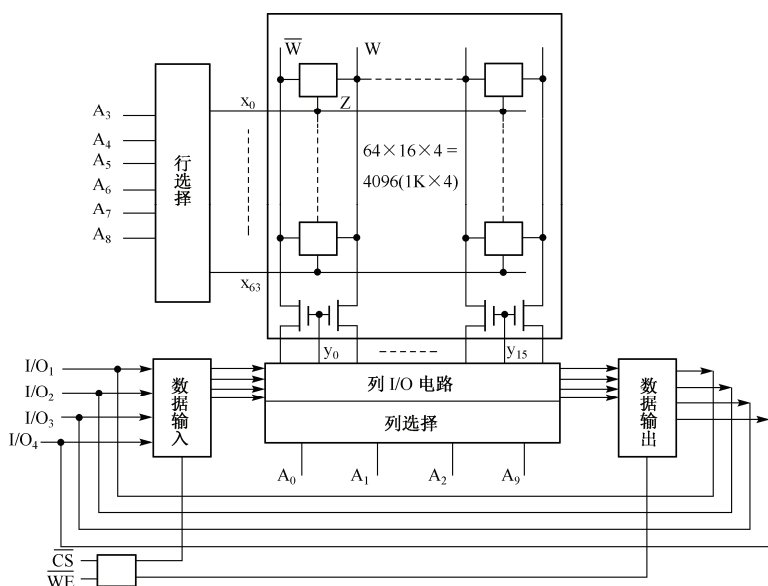 W̅ W
x₀ Z
A₃
A₄
A₅
A₆
A₇
A₈
行选择
64×16×4=
4096(1K×4)
x₆₃
y₀ y₁₅
I/O₁
I/O₂
I/O₃
I/O₄
数据输入
列 I/O 电路
列选择
数据输出
A₀ A₁ A₂ A₉
C̅S̅
W̅E̅